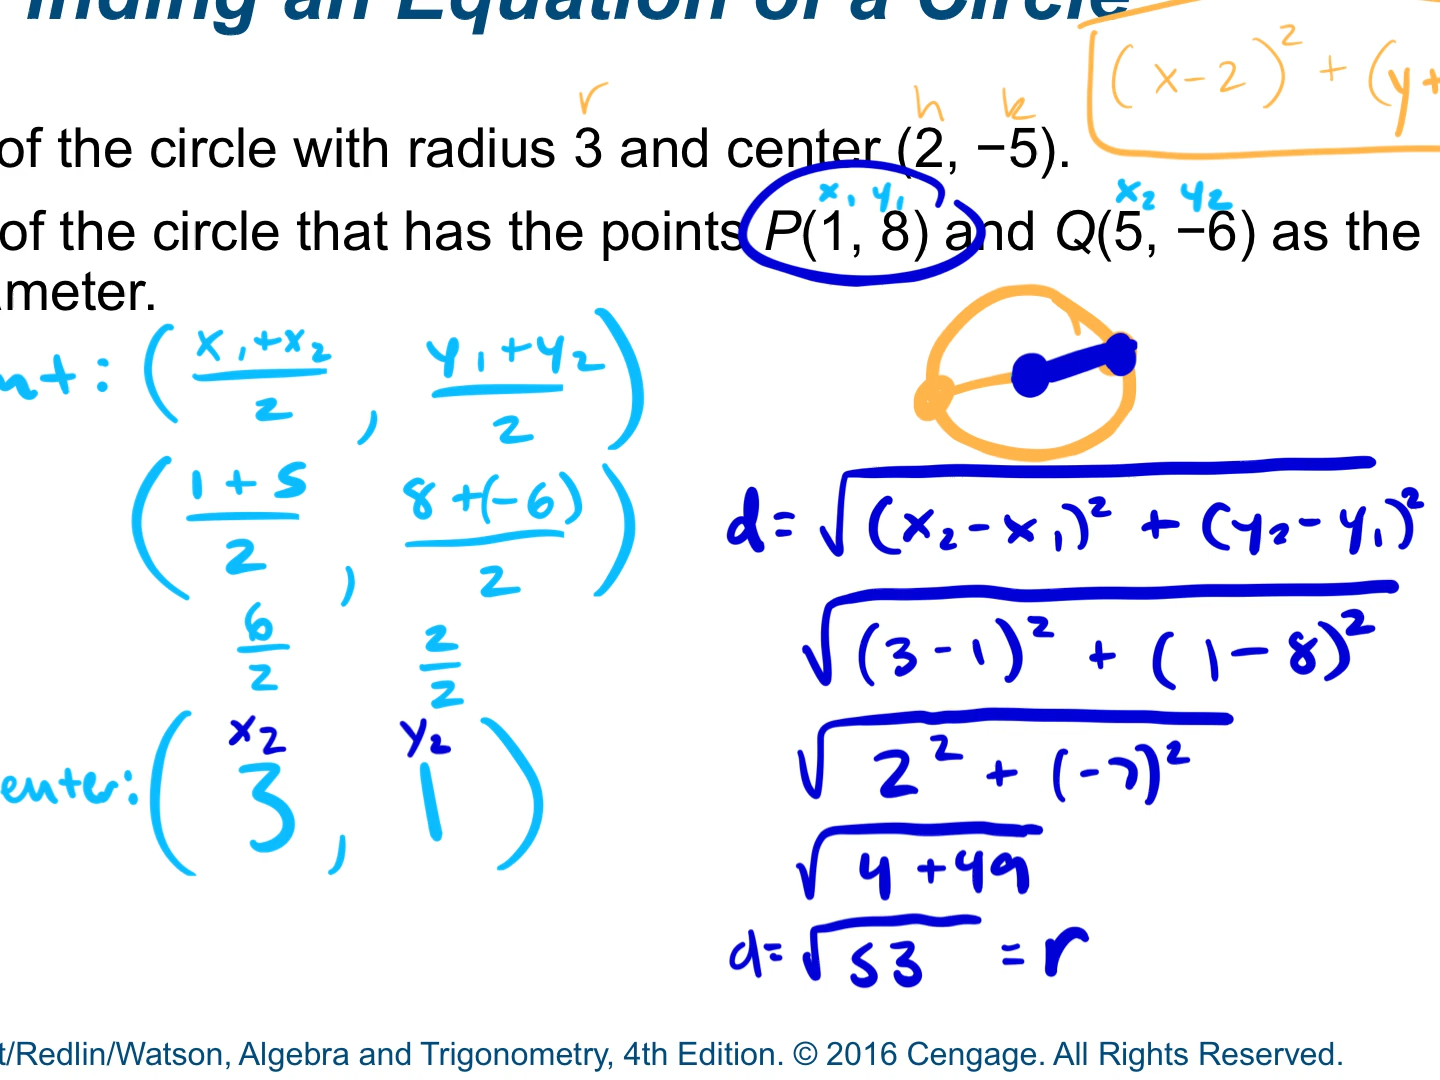 inding an Equation of a Circle
(x-2)² + (y+
r
h k
of the circle with radius 3 and center (2, −5).
x₁ y₁ x₂ y₂
of the circle that has the points P(1, 8) and Q(5, −6) as the
meter.
nt: ( x₁+x₂ / 2 , y₁+y₂ / 2 )
( 1+5 / 2 , 8+(-6) / 2 )
6/2 2/2
x₂ y₂
enter: ( 3 , 1 )
d = √(x₂-x₁)² + (y₂-y₁)²
√(3-1)² + (1-8)²
√2² + (-7)²
√4+49
d=√53 = r
t/Redlin/Watson, Algebra and Trigonometry, 4th Edition. © 2016 Cengage. All Rights Reserved.